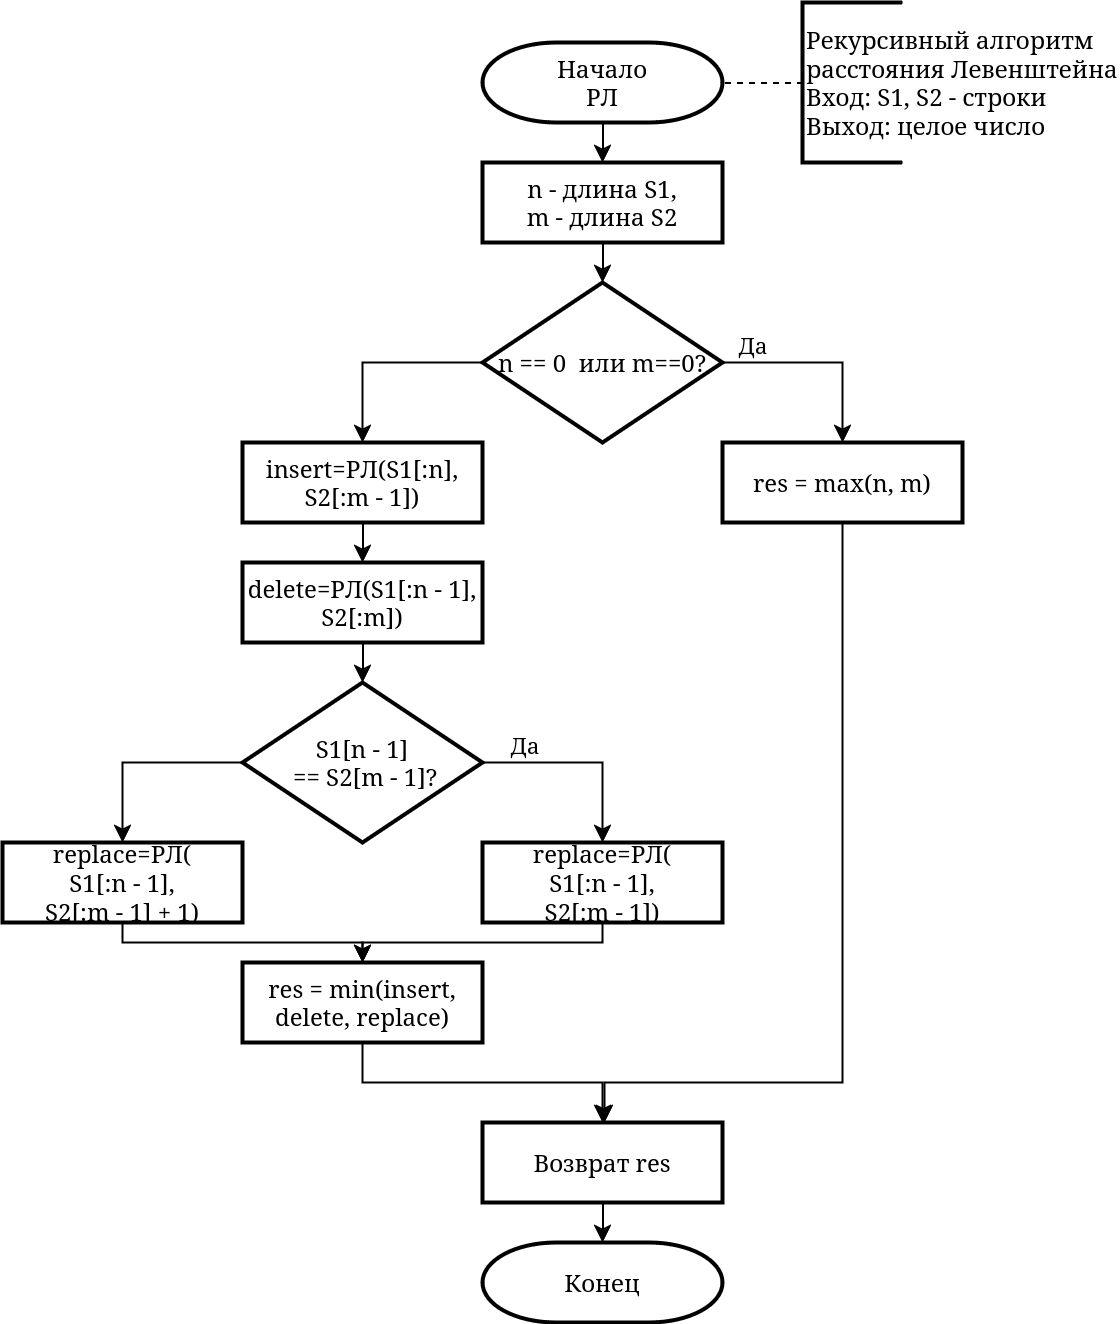 Начало
РЛ
Рекурсивный алгоритм
расстояния Левенштейна
Вход: S1, S2 - строки
Выход: целое число
n - длина S1,
m - длина S2
n == 0  или m==0?
Да
insert=РЛ(S1[:n],
S2[:m - 1])
res = max(n, m)
delete=РЛ(S1[:n - 1],
S2[:m])
S1[n - 1]
== S2[m - 1]?
Да
replace=РЛ(
S1[:n - 1],
S2[:m - 1] + 1)
replace=РЛ(
S1[:n - 1],
S2[:m - 1])
res = min(insert,
delete, replace)
Возврат res
Конец